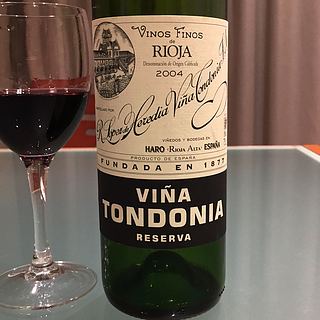 VINOS FINOS
de
RIOJA
Denominación de Origen Calificada
2004
R. Lopez de Heredia Viña Tondonia
VIÑEDOS Y BODEGAS EN
HARO (RIOJA ALTA) ESPAÑA
PRODUCTO DE ESPAÑA
FUNDADA EN 1877
VIÑA
TONDONIA
RESERVA